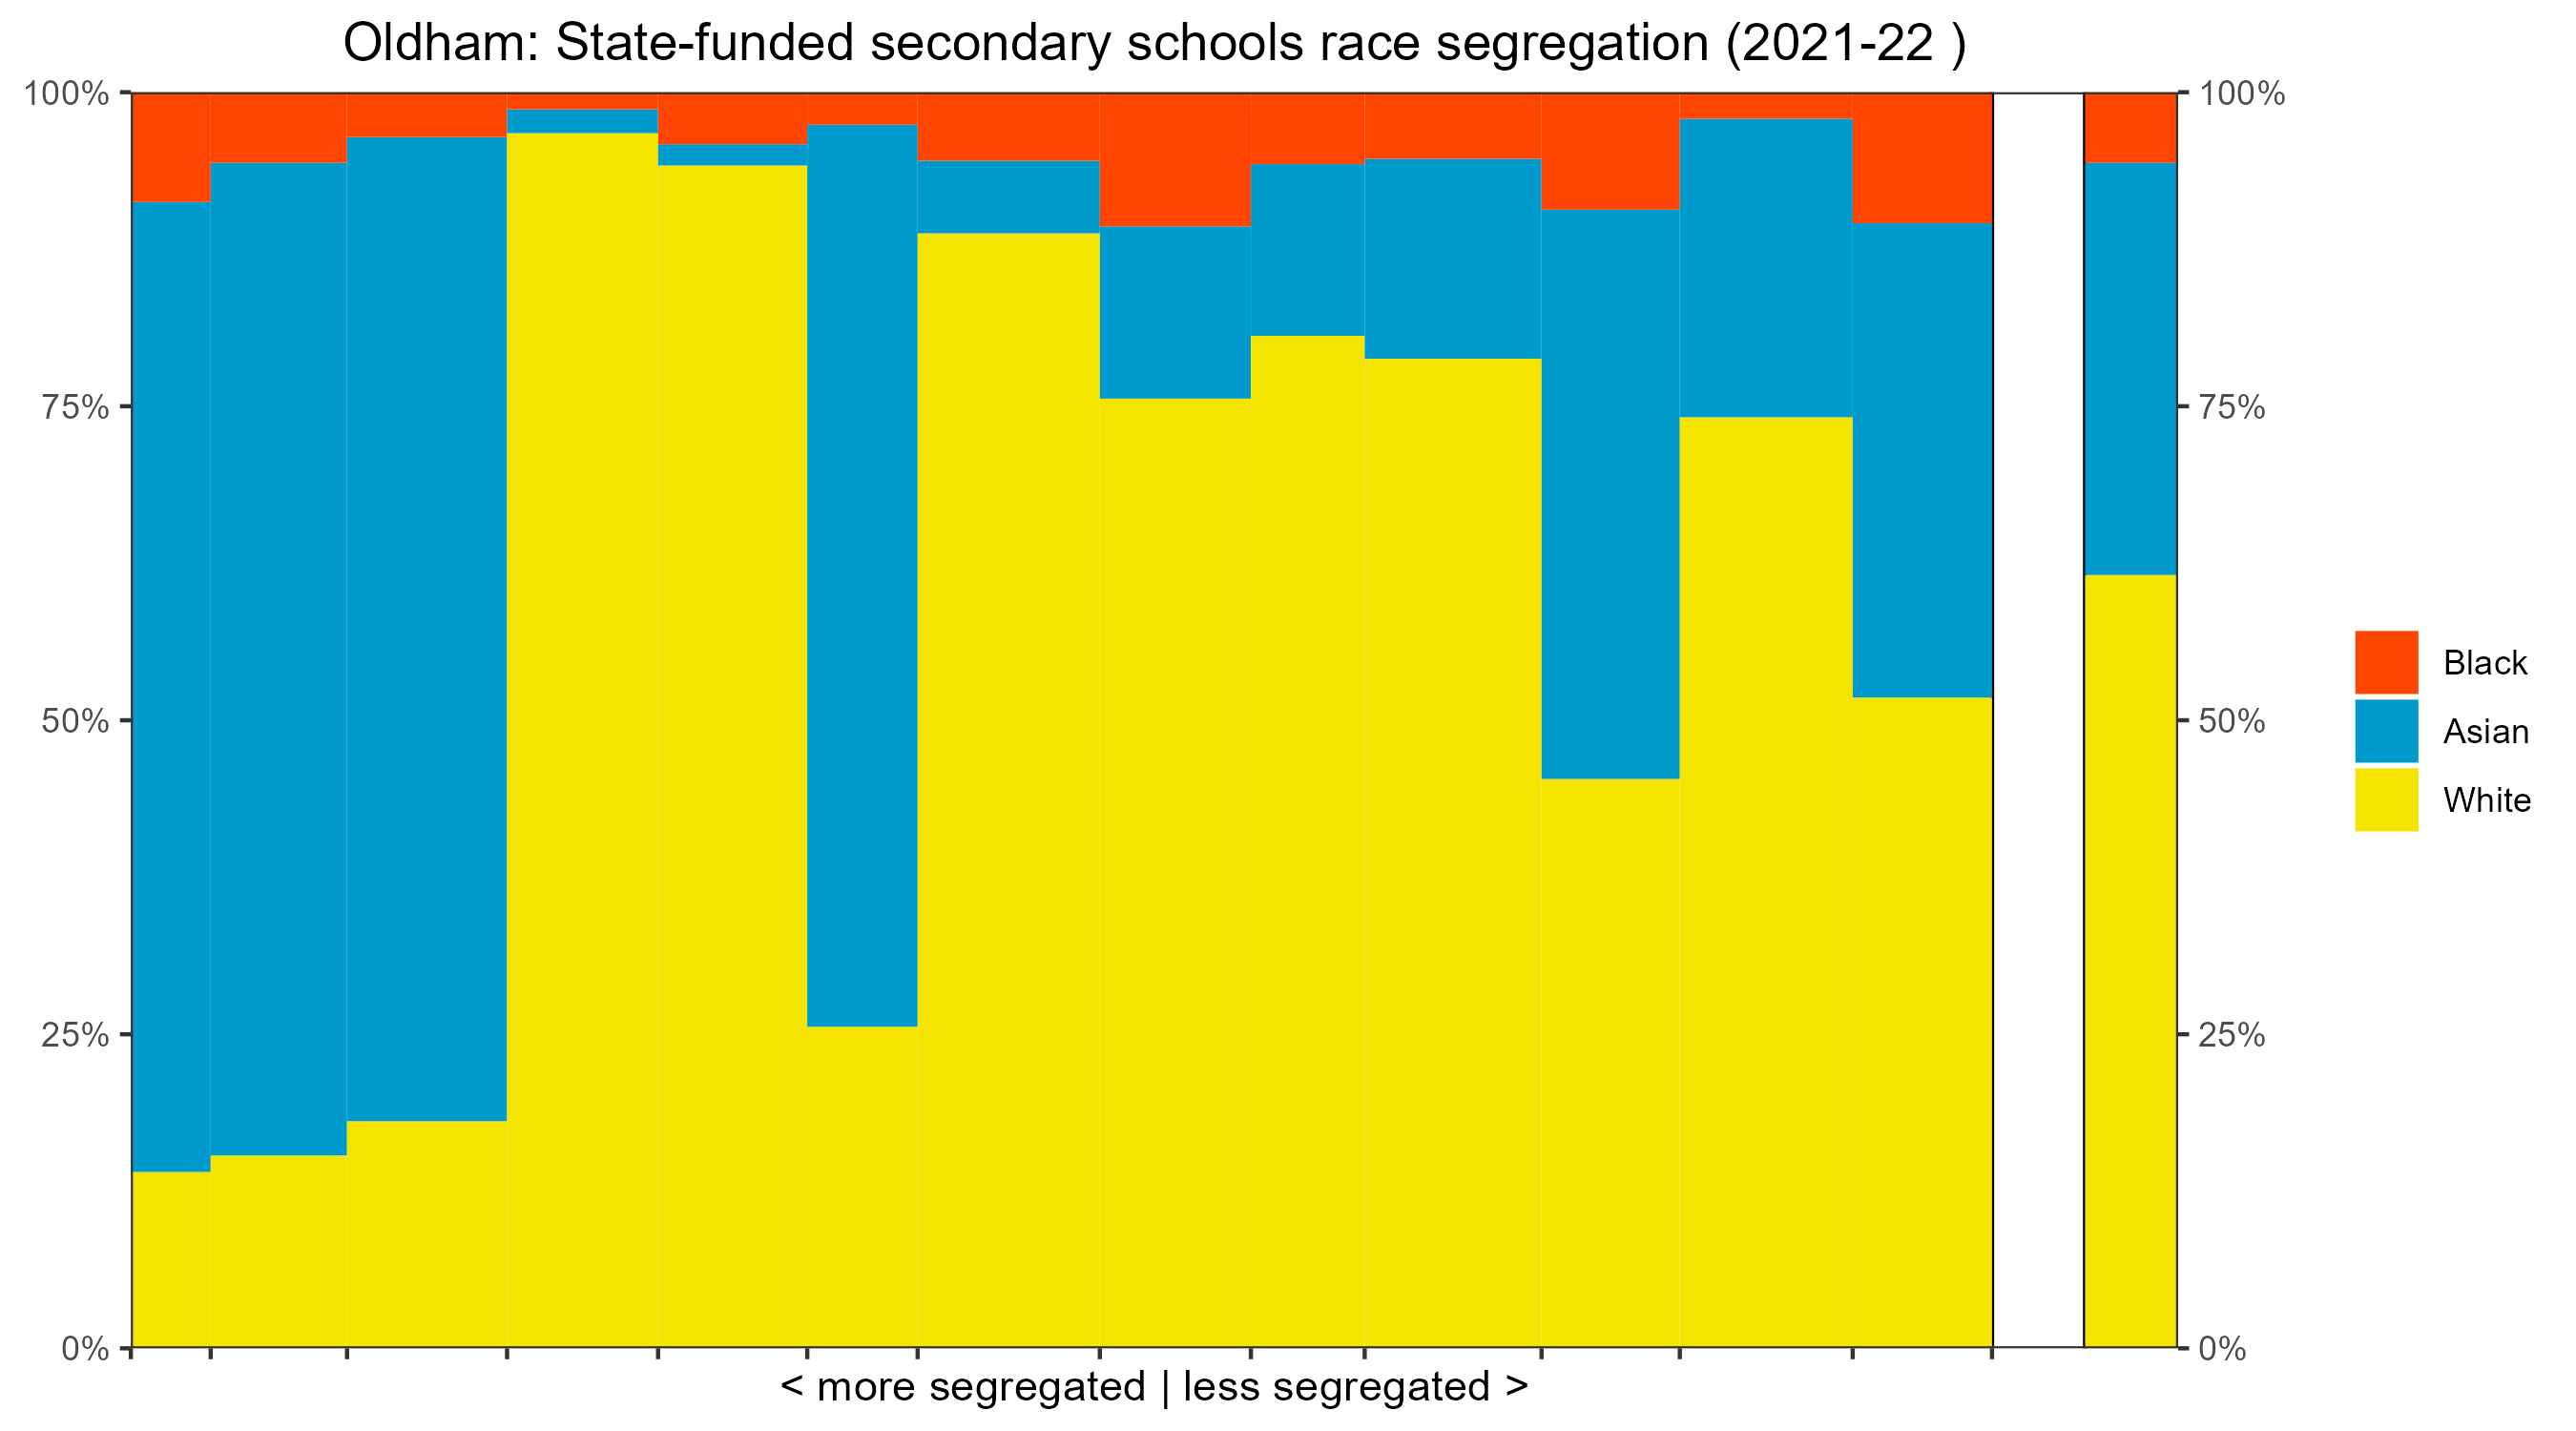 Oldham: State-funded secondary schools race segregation (2021-22 )
100%
100%
75%
75%
50%
50%
25%
25%
0%
0%
Black
Asian
White
< more segregated | less segregated >